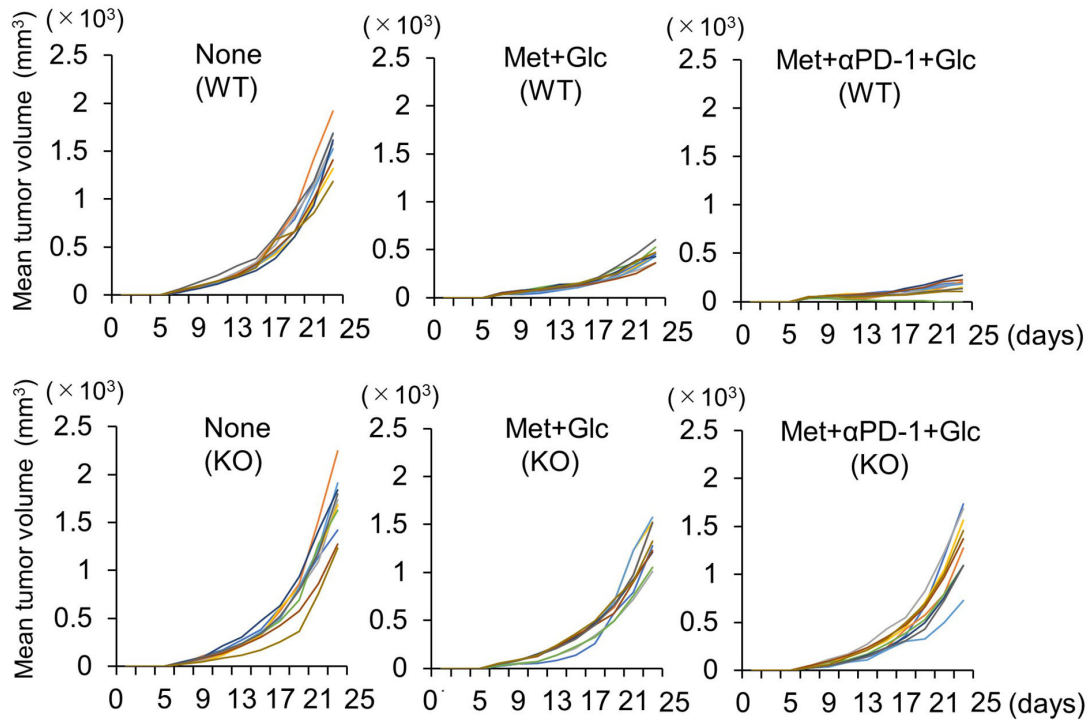 (×10³) (×10³) (×10³)
None Met+Glc Met+αPD-1+Glc
(WT) (WT) (WT)
Mean tumor volume (mm³)
2.5 2.5 2.5
2 2 2
1.5 1.5 1.5
1 1 1
0.5 0.5 0.5
0 0 0
0 5 9 13 17 21 25 0 5 9 13 17 21 25 0 5 9 13 17 21 25 (days)
(×10³) (×10³) (×10³)
None Met+Glc Met+αPD-1+Glc
(KO) (KO) (KO)
Mean tumor volume (mm³)
2.5 2.5 2.5
2 2 2
1.5 1.5 1.5
1 1 1
0.5 0.5 0.5
0 0 0
0 5 9 13 17 21 25 0 5 9 13 17 21 25 0 5 9 13 17 21 25 (days)